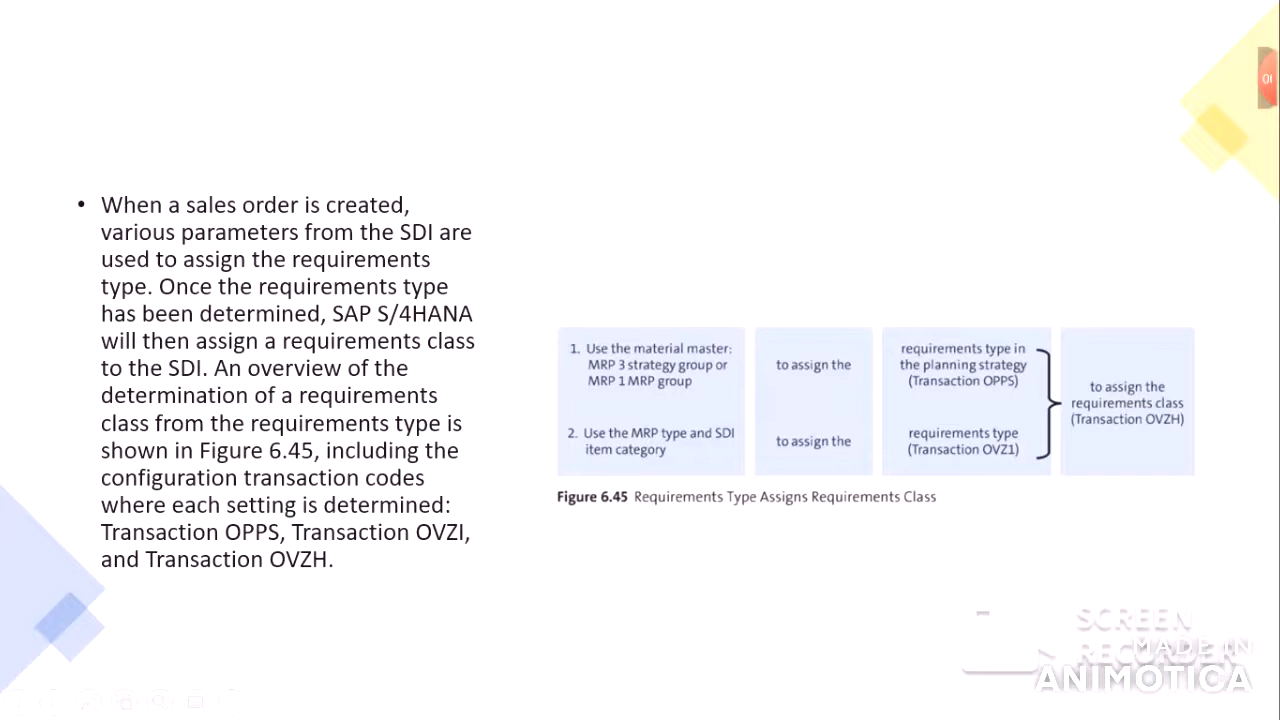 • When a sales order is created,
various parameters from the SDI are
used to assign the requirements
type. Once the requirements type
has been determined, SAP S/4HANA
will then assign a requirements class
to the SDI. An overview of the
determination of a requirements
class from the requirements type is
shown in Figure 6.45, including the
configuration transaction codes
where each setting is determined:
Transaction OPPS, Transaction OVZI,
and Transaction OVZH.
1. Use the material master:
MRP 3 strategy group or
MRP 1 MRP group
to assign the
requirements type in
the planning strategy
(Transaction OPPS)
2. Use the MRP type and SDI
item category
to assign the
requirements type
(Transaction OVZ1)
to assign the
requirements class
(Transaction OVZH)
Figure 6.45 Requirements Type Assigns Requirements Class
SCREEN
RECORDER
MADE IN
ANIMOTICA